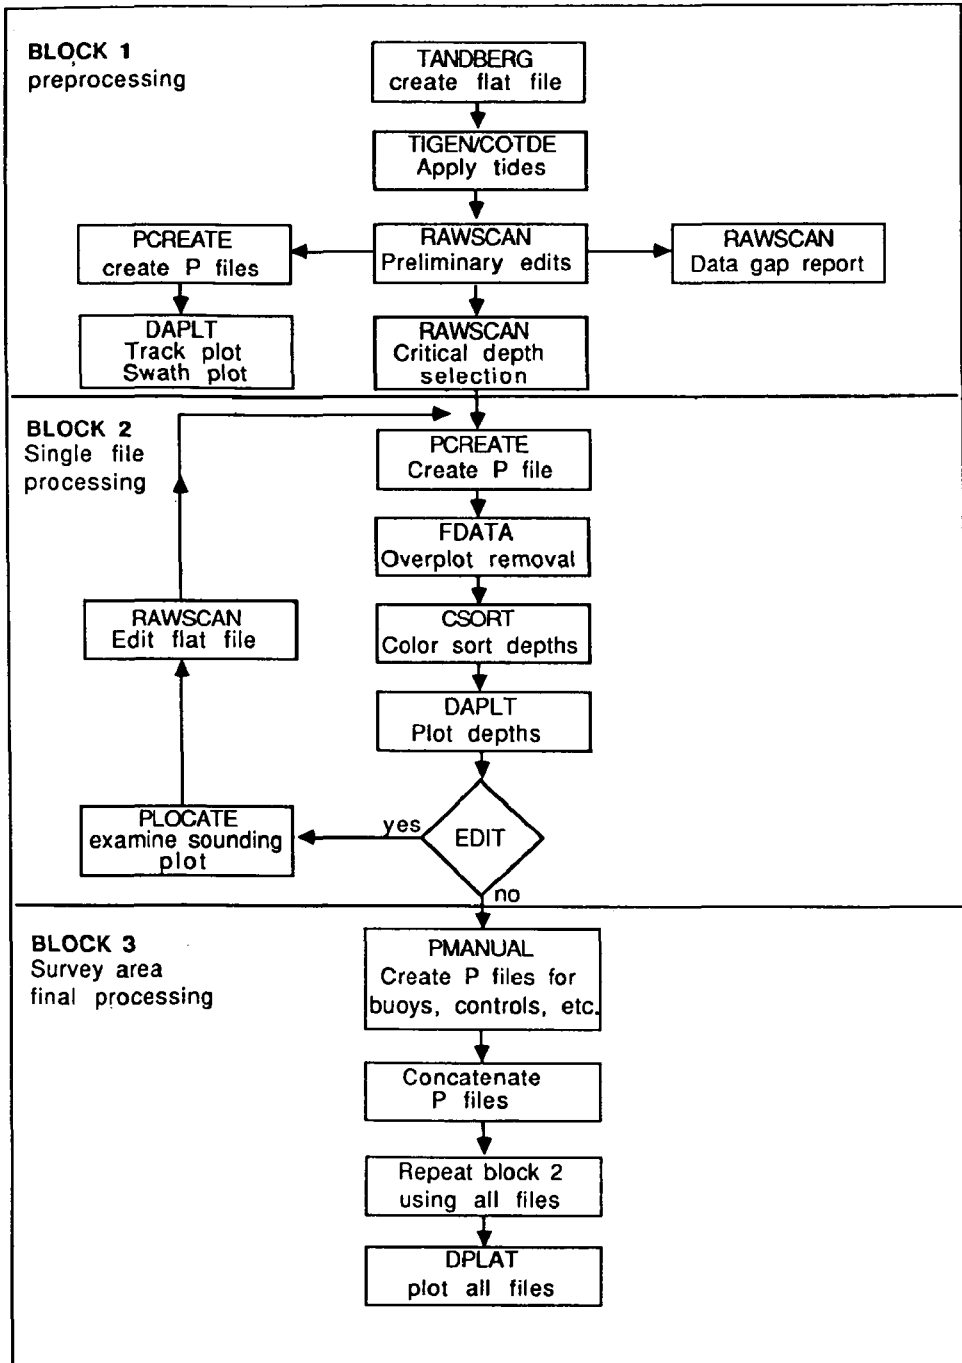 BLOCK 1
preprocessing
TANDBERG
create flat file
TIGEN/COTDE
Apply tides
PCREATE
create P files
RAWSCAN
Preliminary edits
RAWSCAN
Data gap report
DAPLT
Track plot
Swath plot
RAWSCAN
Critical depth
selection
BLOCK 2
Single file
processing
PCREATE
Create P file
FDATA
Overplot removal
RAWSCAN
Edit flat file
CSORT
Color sort depths
DAPLT
Plot depths
PLOCATE
examine sounding
plot
yes
EDIT
no
BLOCK 3
Survey area
final processing
PMANUAL
Create P files for
buoys, controls, etc.
Concatenate
P files
Repeat block 2
using all files
DPLAT
plot all files